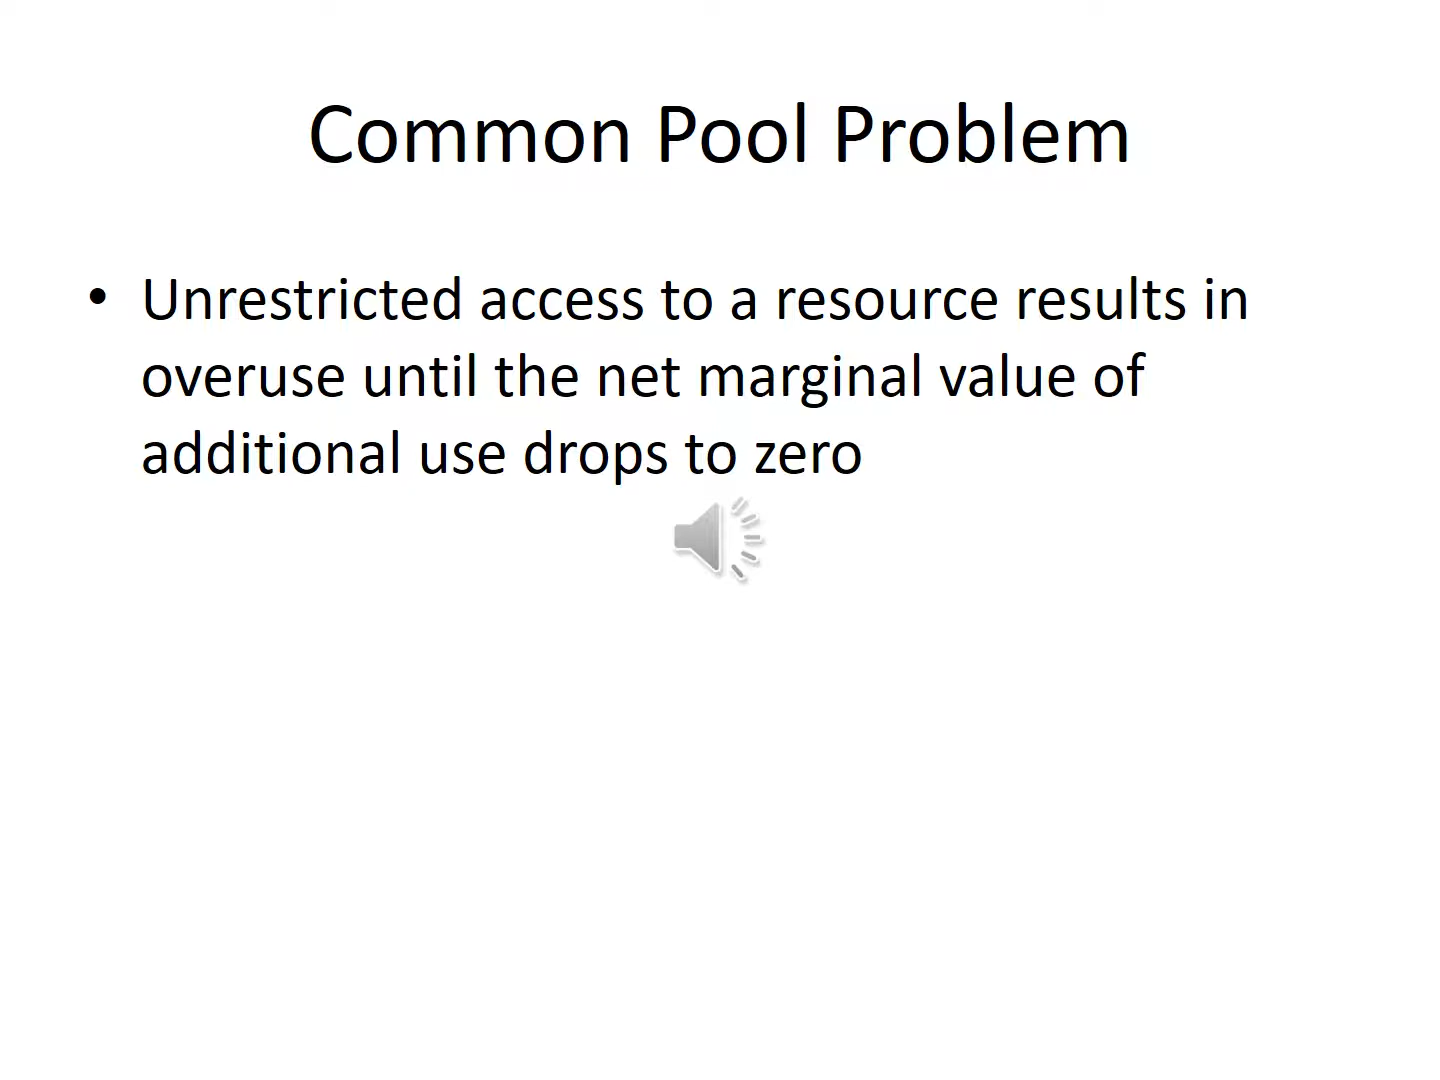 Common Pool Problem
• Unrestricted access to a resource results in
overuse until the net marginal value of
additional use drops to zero